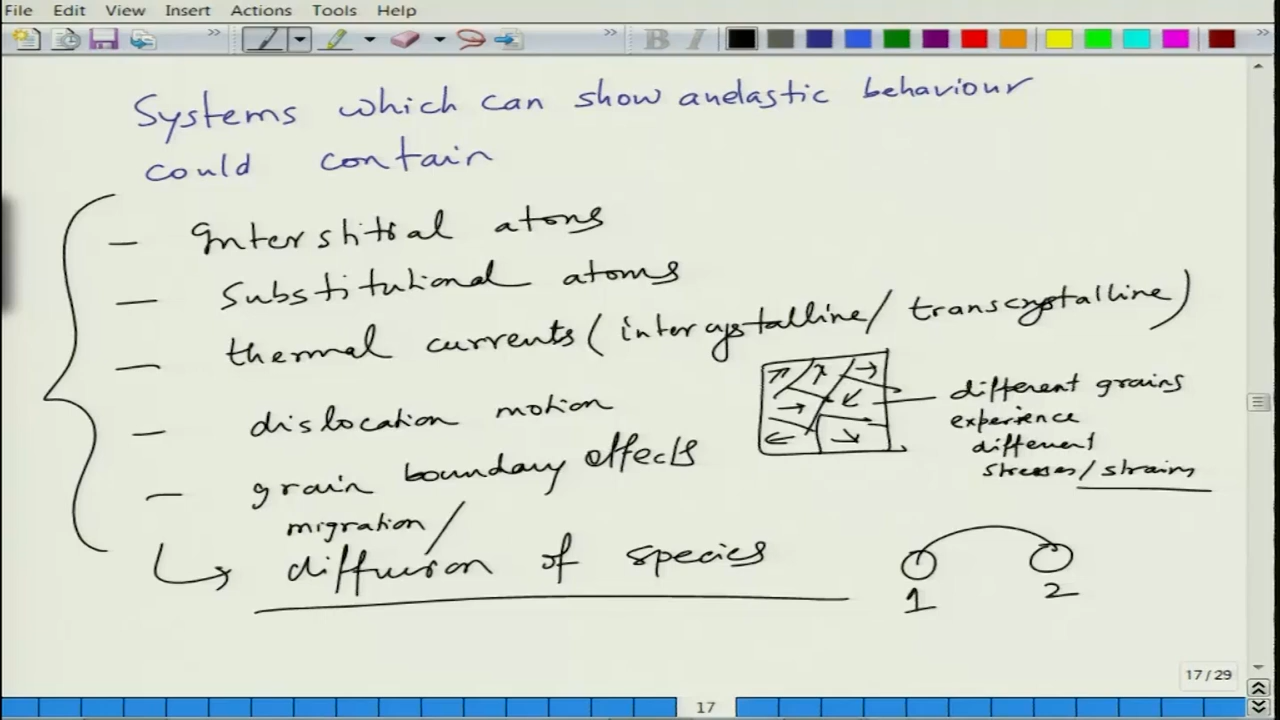 File Edit View Insert Actions Tools Help
Systems which can show anelastic behaviour
could contain
- Interstitial atoms
- Substitutional atoms
- thermal currents (intercrystalline/ transcrystalline)
- dislocation motion
- grain boundary effects
migration/
diffusion of species
different grains
experience
different
stresses/strains
1 2
17/29
17